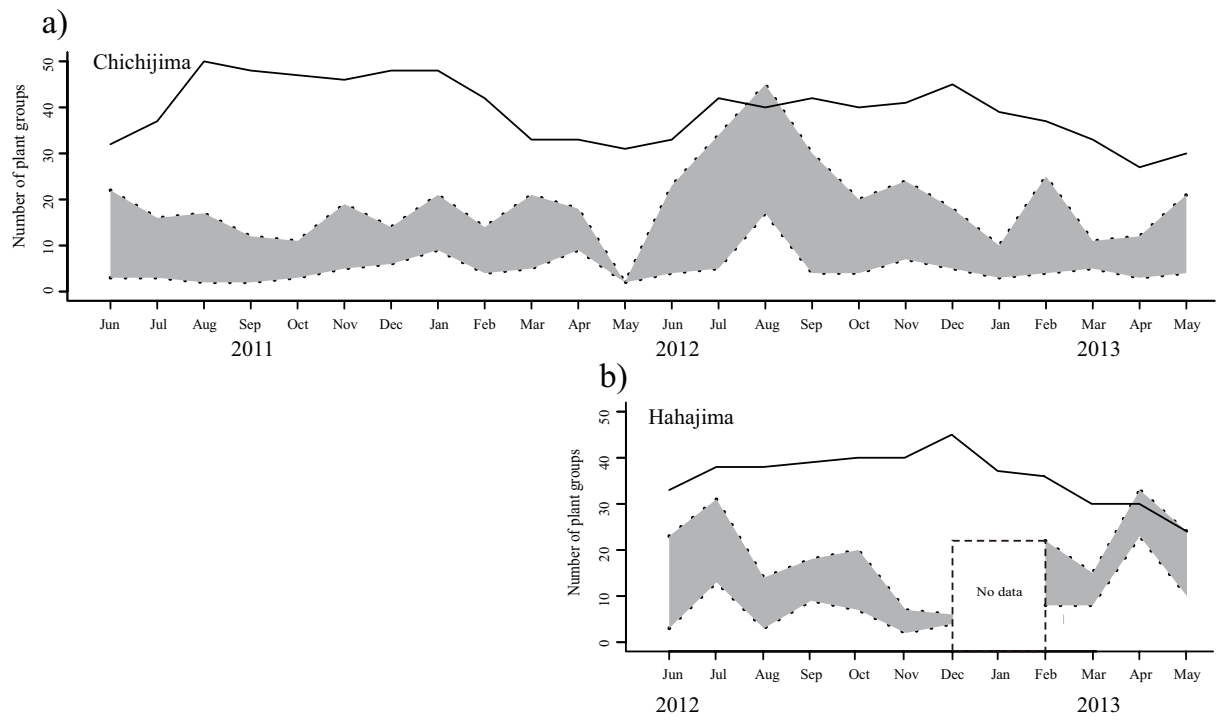 a)
Chichijima
Number of plant groups
50
40
30
20
10
0
Jun Jul Aug Sep Oct Nov Dec Jan Feb Mar Apr May Jun Jul Aug Sep Oct Nov Dec Jan Feb Mar Apr May
2011 2012 2013
b)
Hahajima
Number of plant groups
50
40
30
20
10
0
No data
Jun Jul Aug Sep Oct Nov Dec Jan Feb Mar Apr May
2012 2013